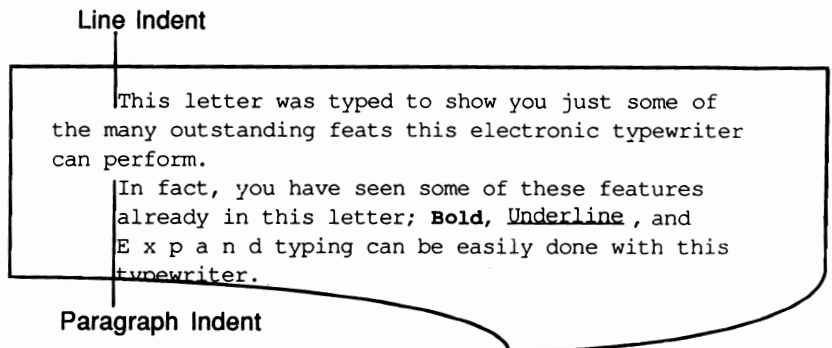 Line Indent
This letter was typed to show you just some of
the many outstanding feats this electronic typewriter
can perform.
In fact, you have seen some of these features
already in this letter; Bold, Underline , and
E x p a n d typing can be easily done with this
typewriter.
Paragraph Indent